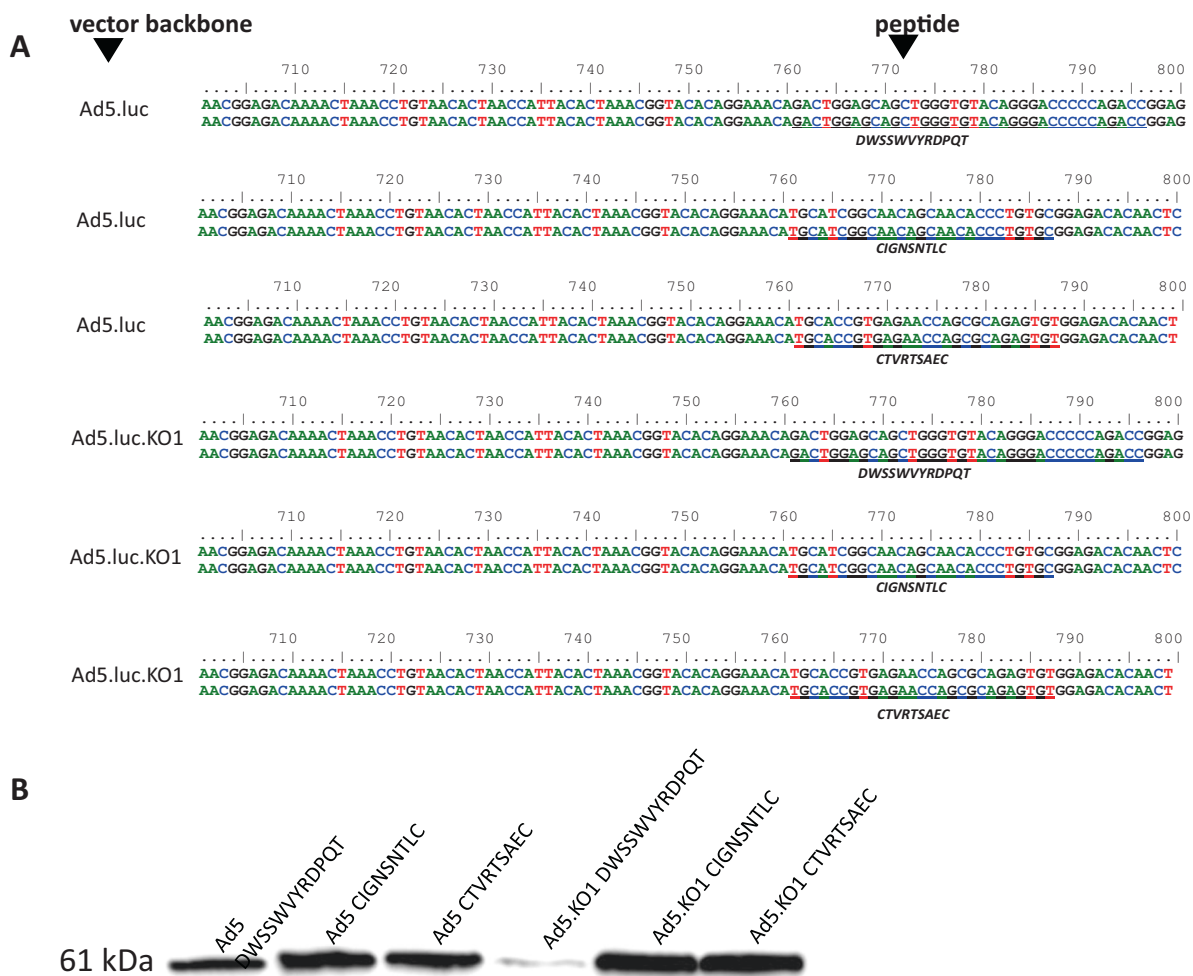 A
vector backbone
peptide
710 720 730 740 750 760 770 780 790 800
Ad5.luc
AACGGAGACAAAACTAAACCTGTAACACTAACCATTACACTAAACGGTACACAGGAAACAGACTGGAGCAGCTGGGTGTACAGGGACCCCCAGACCGGAG
AACGGAGACAAAACTAAACCTGTAACACTAACCATTACACTAAACGGTACACAGGAAACAGACTGGAGCAGCTGGGTGTACAGGGACCCCCAGACCGGAG
DWSSWVYRDPQT
710 720 730 740 750 760 770 780 790 800
Ad5.luc
AACGGAGACAAAACTAAACCTGTAACACTAACCATTACACTAAACGGTACACAGGAAACATGCATCGGCAACAGCAACACCCTGTGCGGAGACACAACTC
AACGGAGACAAAACTAAACCTGTAACACTAACCATTACACTAAACGGTACACAGGAAACATGCATCGGCAACAGCAACACCCTGTGCGGAGACACAACTC
CIGNSNTLC
710 720 730 740 750 760 770 780 790 800
Ad5.luc
AACGGAGACAAAACTAAACCTGTAACACTAACCATTACACTAAACGGTACACAGGAAACATGCACCGTGAGAACCAGCGCAGAGTGTGGAGACACAACT
AACGGAGACAAAACTAAACCTGTAACACTAACCATTACACTAAACGGTACACAGGAAACATGCACCGTGAGAACCAGCGCAGAGTGTGGAGACACAACT
CTVRTSAEC
710 720 730 740 750 760 770 780 790 800
Ad5.luc.KO1
AACGGAGACAAAACTAAACCTGTAACACTAACCATTACACTAAACGGTACACAGGAAACAGACTGGAGCAGCTGGGTGTACAGGGACCCCCAGACCGGAG
AACGGAGACAAAACTAAACCTGTAACACTAACCATTACACTAAACGGTACACAGGAAACAGACTGGAGCAGCTGGGTGTACAGGGACCCCCAGACCGGAG
DWSSWVYRDPQT
710 720 730 740 750 760 770 780 790 800
Ad5.luc.KO1
AACGGAGACAAAACTAAACCTGTAACACTAACCATTACACTAAACGGTACACAGGAAACATGCATCGGCAACAGCAACACCCTGTGCGGAGACACAACTC
AACGGAGACAAAACTAAACCTGTAACACTAACCATTACACTAAACGGTACACAGGAAACATGCATCGGCAACAGCAACACCCTGTGCGGAGACACAACTC
CIGNSNTLC
710 720 730 740 750 760 770 780 790 800
Ad5.luc.KO1
AACGGAGACAAAACTAAACCTGTAACACTAACCATTACACTAAACGGTACACAGGAAACATGCACCGTGAGAACCAGCGCAGAGTGTGGAGACACAACT
AACGGAGACAAAACTAAACCTGTAACACTAACCATTACACTAAACGGTACACAGGAAACATGCACCGTGAGAACCAGCGCAGAGTGTGGAGACACAACT
CTVRTSAEC
B
Ad5
DWSSWVYRDPQT
Ad5 CIGNSNTLC
Ad5 CTVRTSAEC
Ad5.KO1 DWSSWVYRDPQT
Ad5.KO1 CIGNSNTLC
Ad5.KO1 CTVRTSAEC
61 kDa